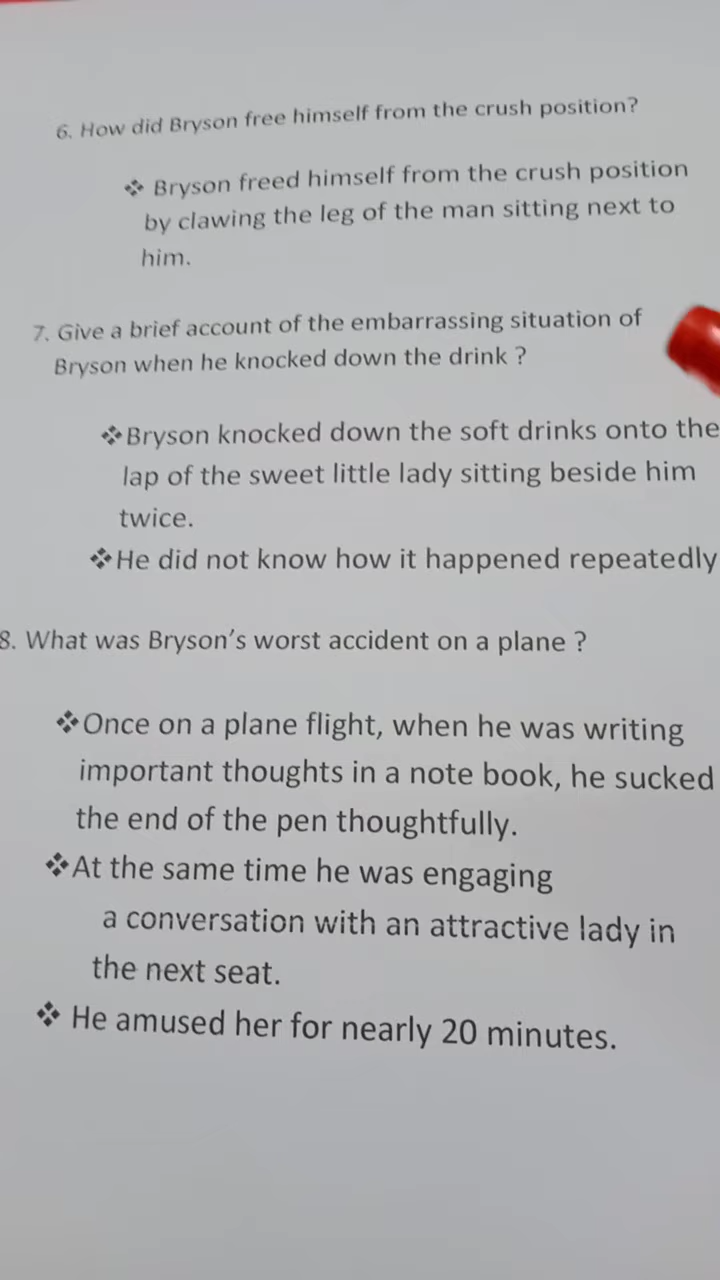 6. How did Bryson free himself from the crush position?
❖ Bryson freed himself from the crush position
by clawing the leg of the man sitting next to
him.
7. Give a brief account of the embarrassing situation of
Bryson when he knocked down the drink ?
❖Bryson knocked down the soft drinks onto the
lap of the sweet little lady sitting beside him
twice.
❖He did not know how it happened repeatedly
8. What was Bryson's worst accident on a plane ?
❖Once on a plane flight, when he was writing
important thoughts in a note book, he sucked
the end of the pen thoughtfully.
❖At the same time he was engaging
a conversation with an attractive lady in
the next seat.
❖ He amused her for nearly 20 minutes.